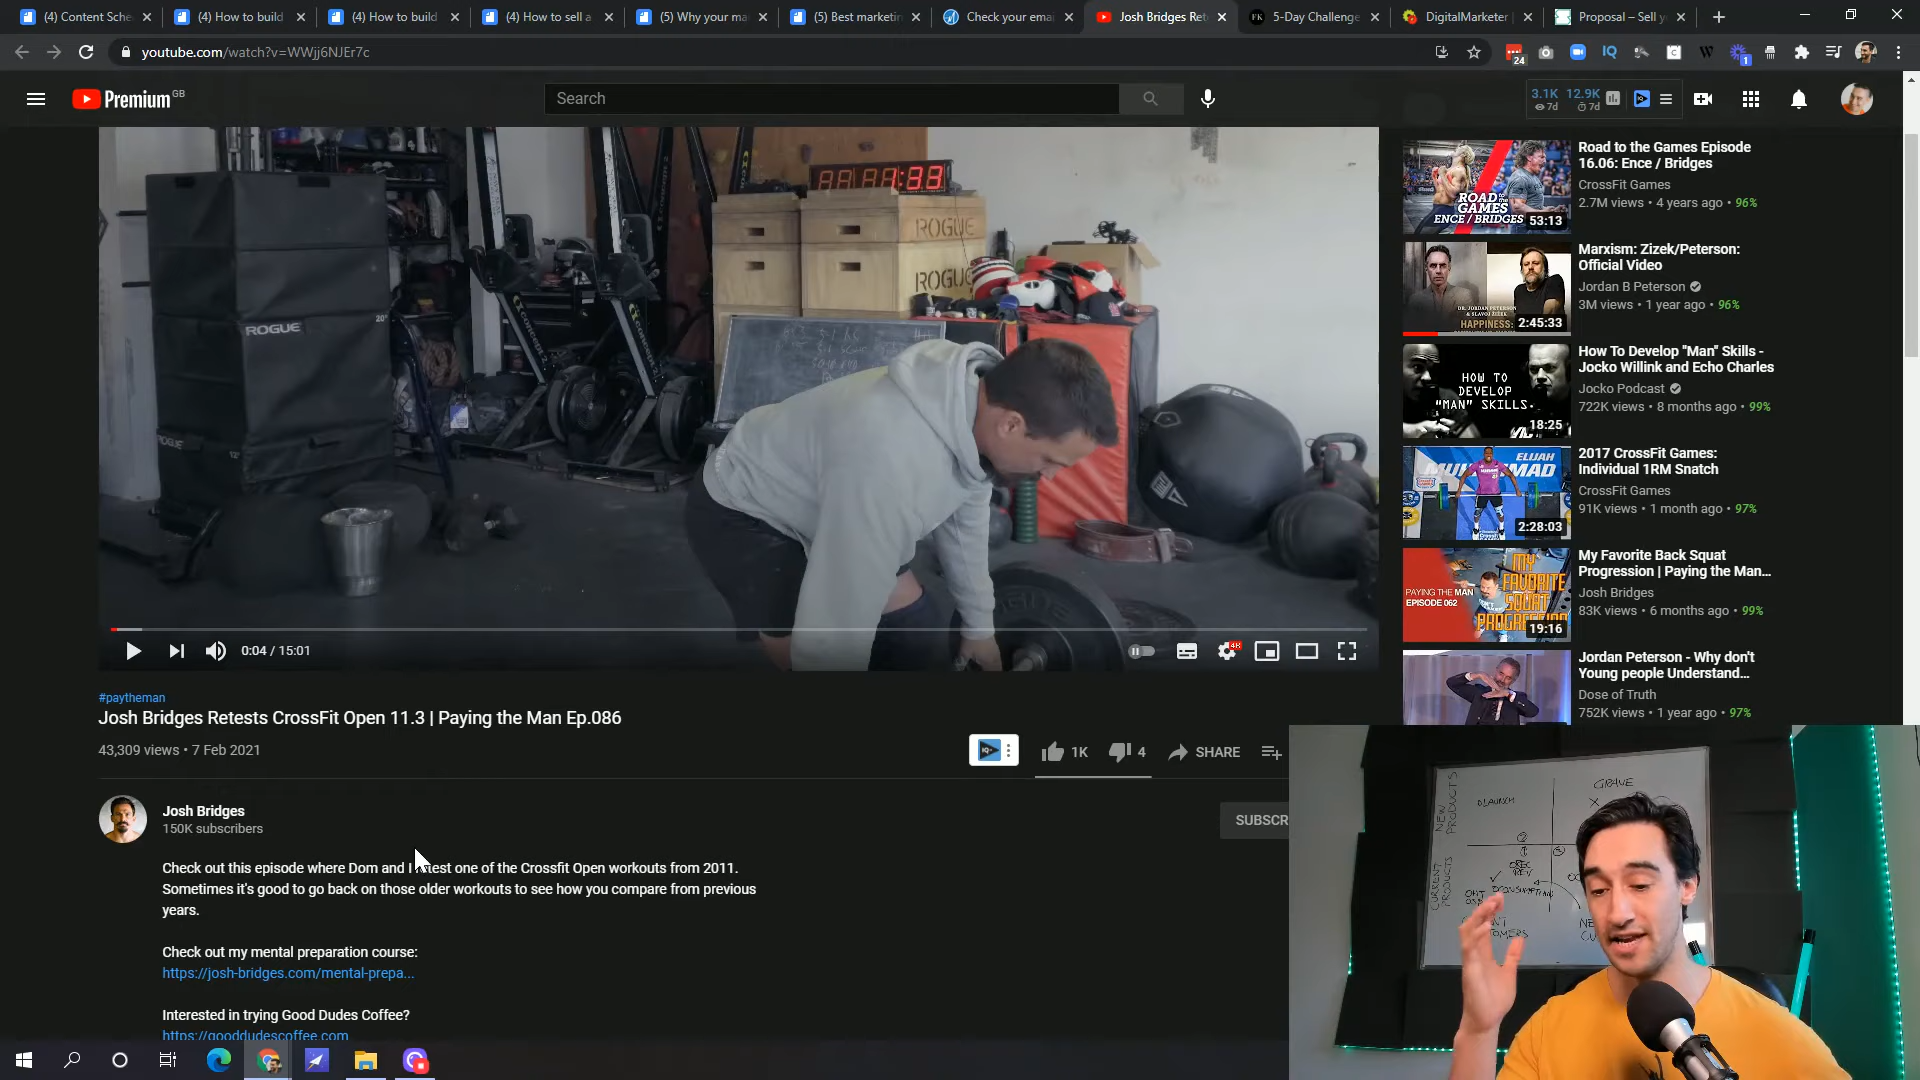 (4) Content Sche
(4) How to build
(4) How to build
(4) How to sell a
(5) Why your ma
(5) Best marketin
Check your emai
Josh Bridges Ret
5-Day Challenge
DigitalMarketer
Proposal – Sell y
youtube.com/watch?v=WWjj6NJEr7c
24
1
Premium GB
Search
3.1K
7d
12.9K
7d
1:33
ROGUE
ROGUE
ROGUE
20"
0:04 / 15:01
#paytheman
Josh Bridges Retests CrossFit Open 11.3 | Paying the Man Ep.086
43,309 views • 7 Feb 2021
1K
4
SHARE
Josh Bridges
150K subscribers
SUBSCR
Check out this episode where Dom and I retest one of the Crossfit Open workouts from 2011.
Sometimes it's good to go back on those older workouts to see how you compare from previous
years.
Check out my mental preparation course:
https://josh-bridges.com/mental-prepa...
Interested in trying Good Dudes Coffee?
https://gooddudescoffee.com
ROAD to the GAMES
ENCE / BRIDGES
53:13
Road to the Games Episode
16.06: Ence / Bridges
CrossFit Games
2.7M views • 4 years ago • 96%
HAPPINESS:
2:45:33
Marxism: Zizek/Peterson:
Official Video
Jordan B Peterson
3M views • 1 year ago • 96%
HOW TO
DEVELOP
"MAN" SKILLS.
18:25
How To Develop "Man" Skills -
Jocko Willink and Echo Charles
Jocko Podcast
722K views • 8 months ago • 99%
ELIJAH
MUHAMMAD
2:28:03
2017 CrossFit Games:
Individual 1RM Snatch
CrossFit Games
91K views • 1 month ago • 97%
PAYING THE MAN
EPISODE 062
MY
FAVORITE
SQUAT
19:16
My Favorite Back Squat
Progression | Paying the Man...
Josh Bridges
83K views • 6 months ago • 99%
Jordan Peterson - Why don't
Young people Understand...
Dose of Truth
752K views • 1 year ago • 97%
NEW
PRODUCTS
CURRENT
PRODUCTS
GRAVE